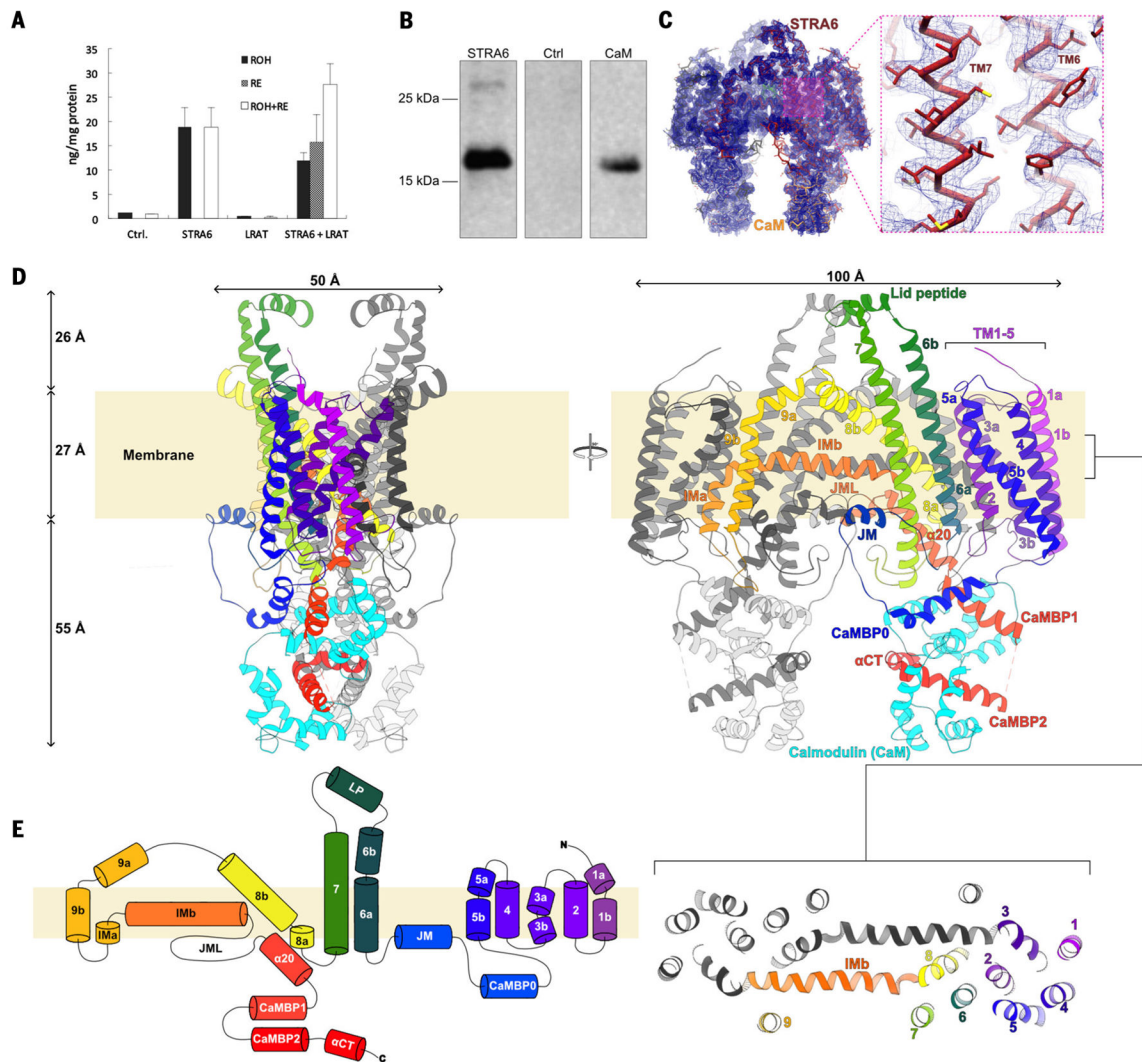 A
35
30
25
20
15
10
5
0
ng/mg protein
ROH
RE
ROH+RE
Ctrl.
STRA6
LRAT
STRA6 + LRAT
B
STRA6
Ctrl
CaM
25 kDa
15 kDa
C
STRA6
CaM
TM7
TM6
D
50 Å
26 Å
27 Å
55 Å
Membrane
100 Å
Lid peptide
TM1-5
7
6b
5a
3a
4
1a
1b
9a
8b
9b
IMb
5b
IMa
JML
6a
2
8a
JM
α20
3b
CaMBP0
CaMBP1
αCT
CaMBP2
Calmodulin (CaM)
E
LP
9a
6b
N
8b
7
5a
1a
9b
IMb
6a
5b
4
3a
2
1b
IMa
3b
JML
8a
JM
α20
CaMBP0
CaMBP1
CaMBP2
αCT
C
3
1
IMb
8
2
9
7
6
5
4